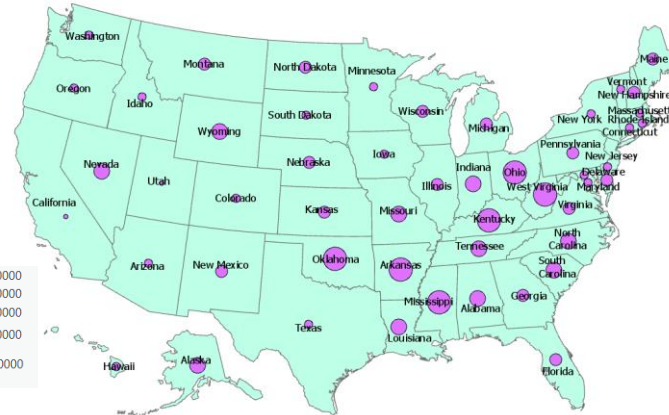 Washington
Montana
North Dakota
Minnesota
Maine
Vermont
New Hampshire
Oregon
Idaho
South Dakota
Wisconsin
Michigan
New York
Massachusett
Rhode Island
Connecticut
Wyoming
Nebraska
Iowa
Pennsylvania
New Jersey
Nevada
Utah
Colorado
Illinois
Indiana
Ohio
Delaware
Maryland
West Virginia
Virginia
California
Kansas
Missouri
Kentucky
Arizona
New Mexico
Oklahoma
Arkansas
Tennessee
North
Carolina
South
Carolina
Mississippi
Alabama
Georgia
Texas
Louisiana
Hawaii
Alaska
Florida
0000
0000
0000
0000
0000